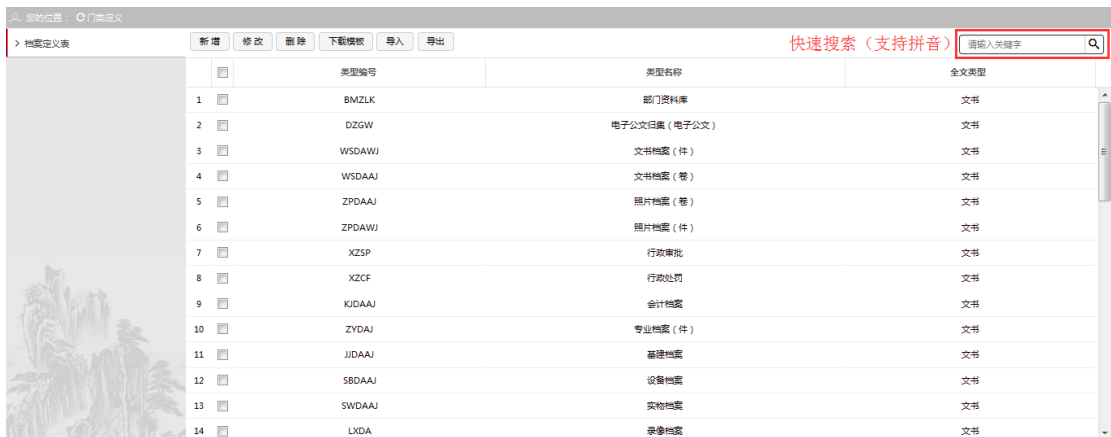 您的位置： 门类定义
> 档案定义表
新增 修改 删除 下载模板 导入 导出 快速搜索（支持拼音） 请输入关键字
类型编号 类型名称 全文类型
1 BMZLK 部门资料库 文书
2 DZGW 电子公文归集（电子公文） 文书
3 WSDAWJ 文书档案（件） 文书
4 WSDAAJ 文书档案（卷） 文书
5 ZPDAAJ 照片档案（卷） 文书
6 ZPDAWJ 照片档案（件） 文书
7 XZSP 行政审批 文书
8 XZCF 行政处罚 文书
9 KJDAAJ 会计档案 文书
10 ZYDAJ 专业档案（件） 文书
11 JJDAAJ 基建档案 文书
12 SBDAAJ 设备档案 文书
13 SWDAAJ 实物档案 文书
14 LXDA 录像档案 文书